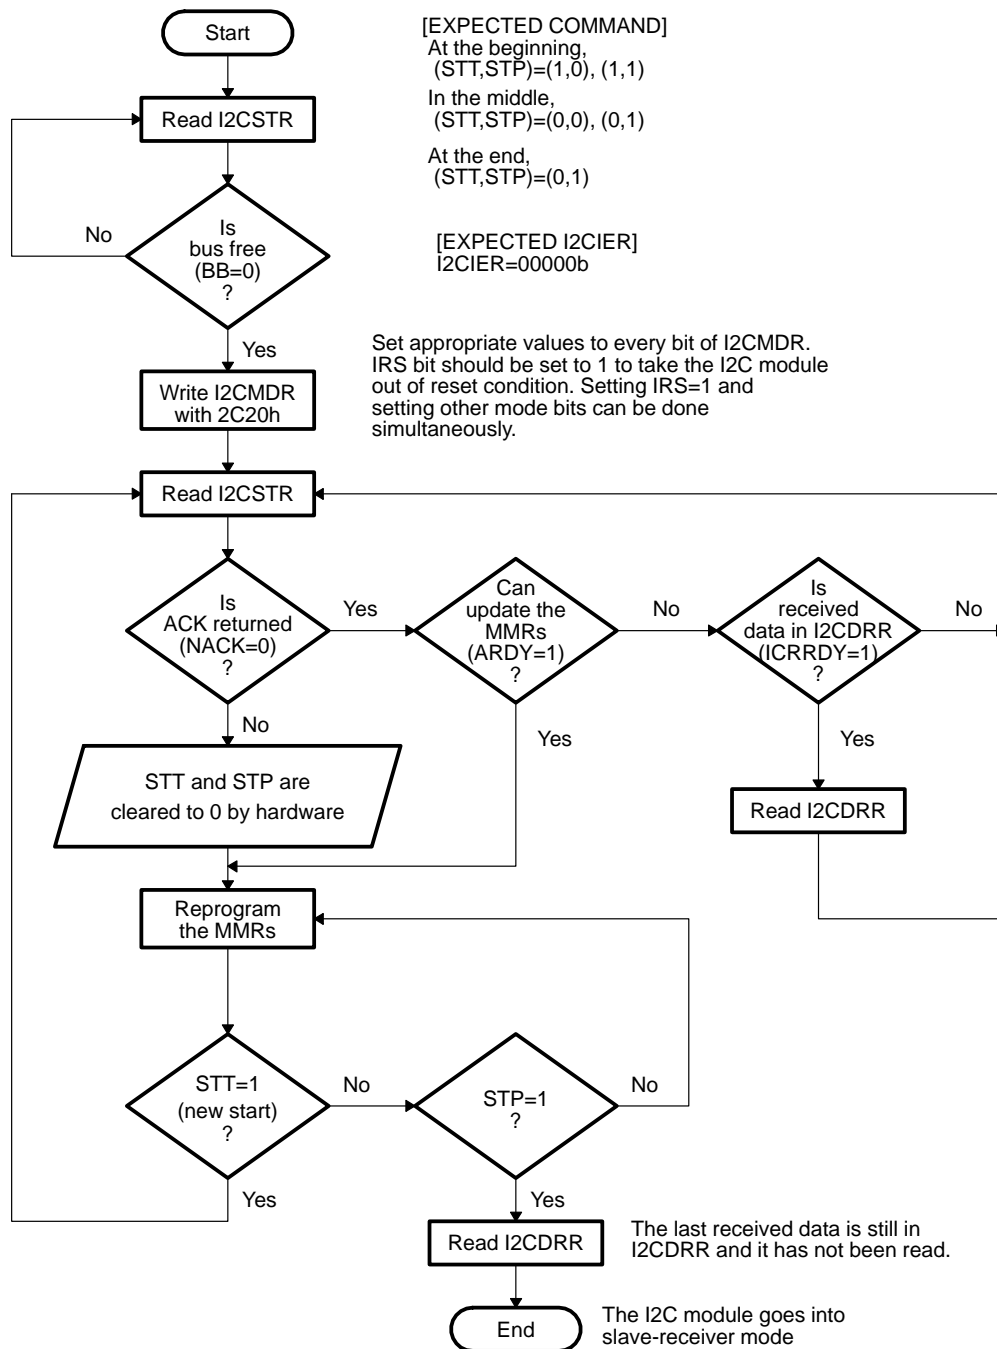 Start
[EXPECTED COMMAND]
At the beginning,
(STT,STP)=(1,0), (1,1)
In the middle,
(STT,STP)=(0,0), (0,1)
At the end,
(STT,STP)=(0,1)
Read I2CSTR
Is
bus free
(BB=0)
?
No
[EXPECTED I2CIER]
I2CIER=00000b
Yes
Set appropriate values to every bit of I2CMDR.
IRS bit should be set to 1 to take the I2C module
out of reset condition. Setting IRS=1 and
setting other mode bits can be done
simultaneously.
Write I2CMDR
with 2C20h
Read I2CSTR
Is
ACK returned
(NACK=0)
?
Yes
Can
update the
MMRs
(ARDY=1)
?
No
Is
received
data in I2CDRR
(ICRRDY=1)
?
No
No
Yes
Yes
STT and STP are
cleared to 0 by hardware
Read I2CDRR
Reprogram
the MMRs
STT=1
(new start)
?
No
STP=1
?
No
Yes
Yes
Read I2CDRR
The last received data is still in
I2CDRR and it has not been read.
End
The I2C module goes into
slave-receiver mode